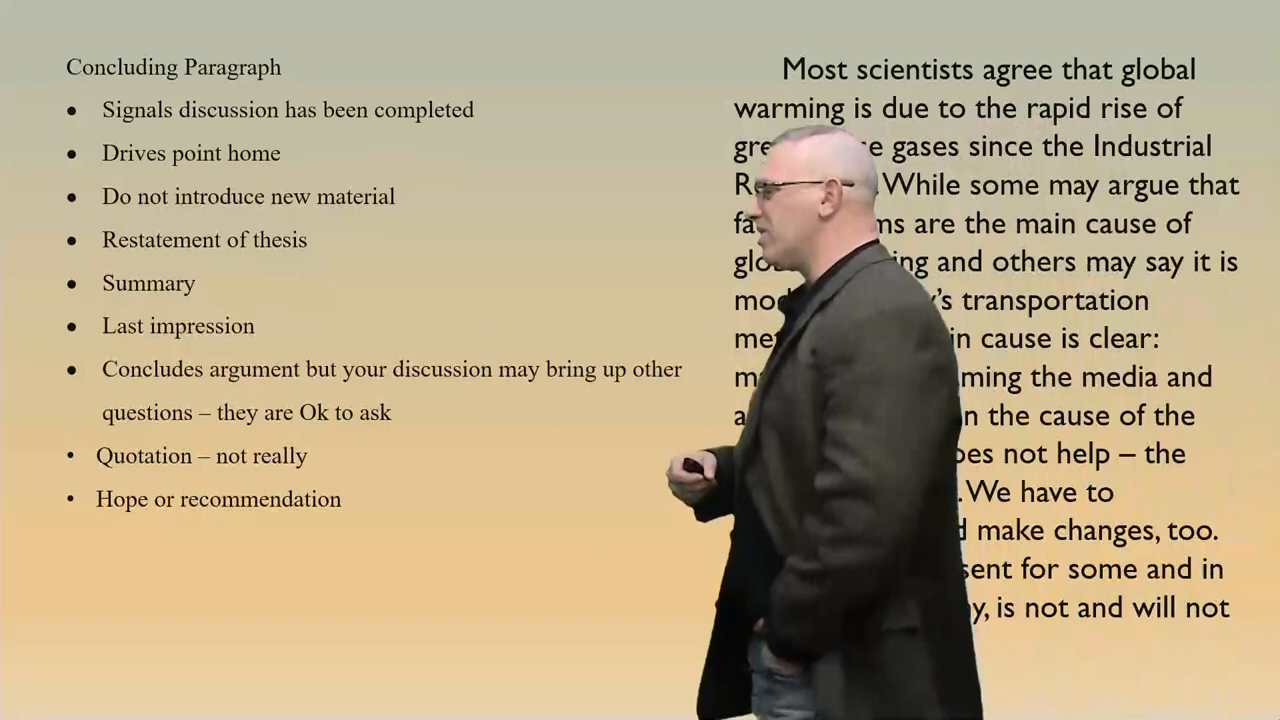 Concluding Paragraph
• Signals discussion has been completed
• Drives point home
• Do not introduce new material
• Restatement of thesis
• Summary
• Last impression
• Concludes argument but your discussion may bring up other
questions – they are Ok to ask
• Quotation – not really
• Hope or recommendation
Most scientists agree that global
warming is due to the rapid rise of
gases since the Industrial
While some may argue that
are the main cause of
and others may say it is
transportation
cause is clear:
the media and
the cause of the
not help – the
We have to
make changes, too.
for some and in
is not and will not